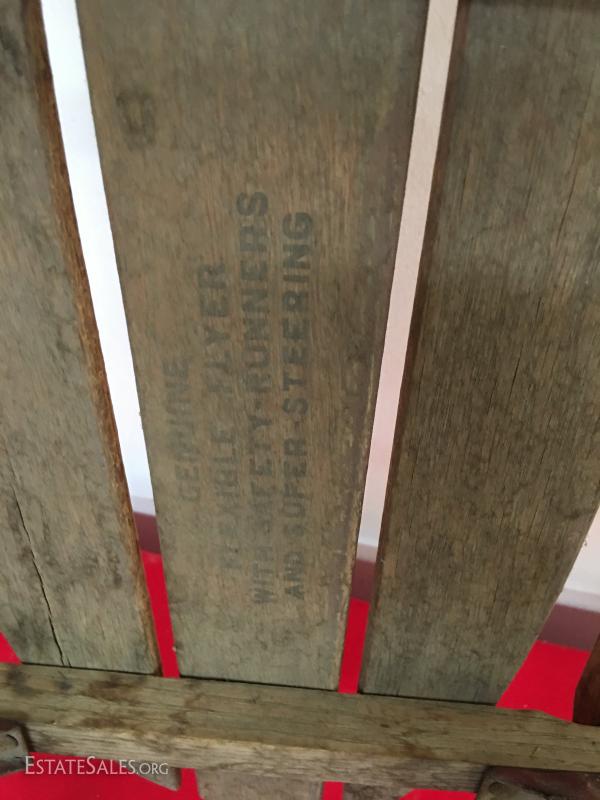 GENUINE
FLEXIBLE FLYER
WITH SAFETY-RUNNERS
AND SUPER-STEERING
ESTATESALES.ORG